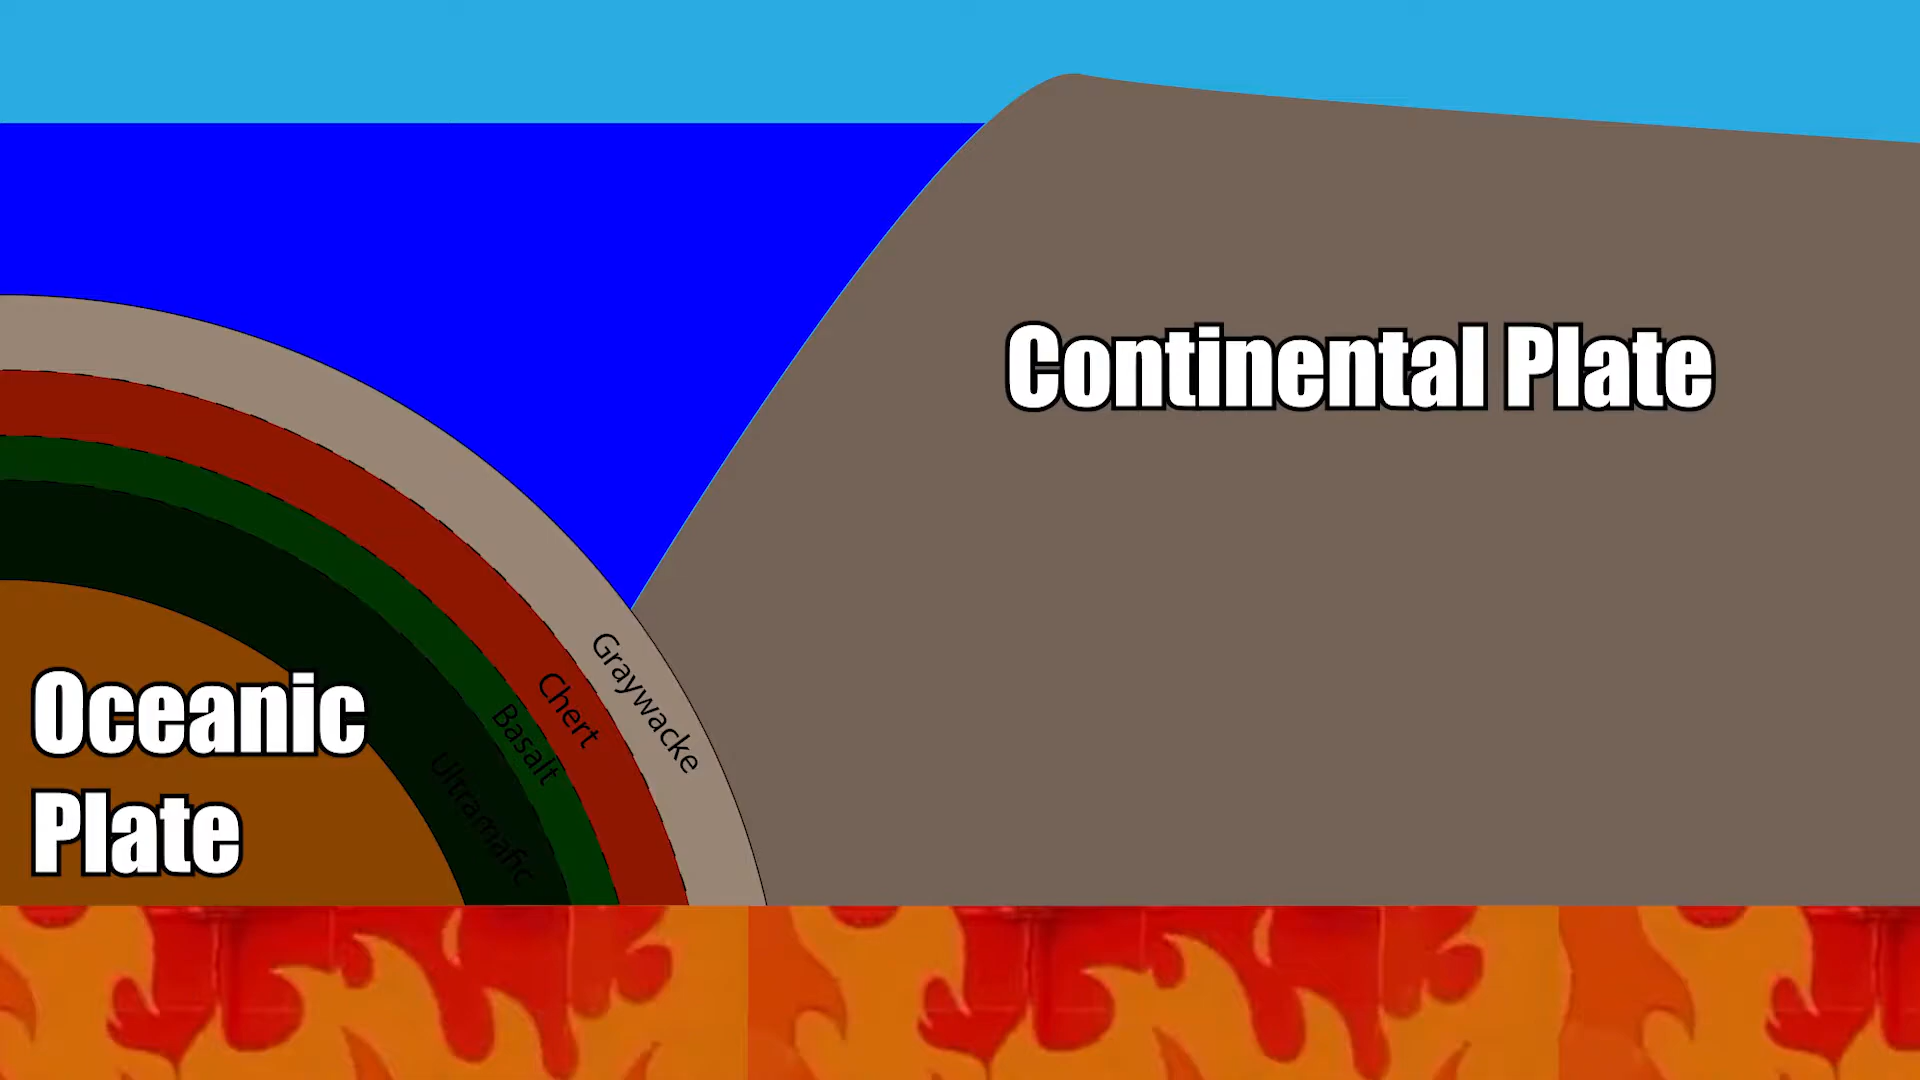 Continental Plate
Oceanic
Plate
Graywacke
Chert
Basalt
Ultramafic